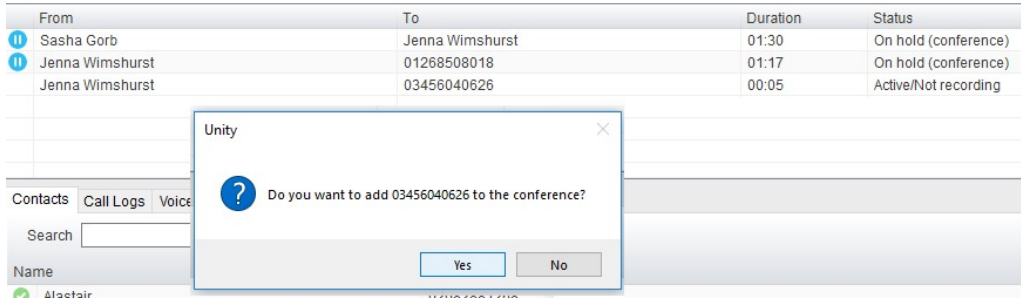 From To Duration Status
Sasha Gorb Jenna Wimshurst 01:30 On hold (conference)
Jenna Wimshurst 01268508018 01:17 On hold (conference)
Jenna Wimshurst 03456040626 00:05 Active/Not recording
Unity
Do you want to add 03456040626 to the conference?
Contacts Call Logs Voice
Search
Yes No
Name
Alastair